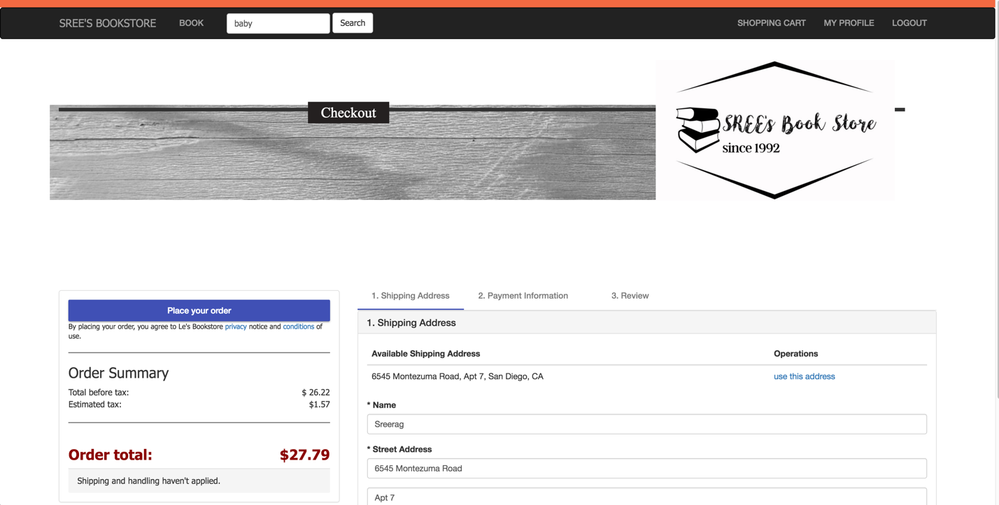 SREE'S BOOKSTORE
BOOK
baby
Search
SHOPPING CART
MY PROFILE
LOGOUT
Checkout
SREE's Book Store
since 1992
Place your order
By placing your order, you agree to Le's Bookstore privacy notice and conditions of
use.
Order Summary
Total before tax: $ 26.22
Estimated tax: $1.57
Order total: $27.79
Shipping and handling haven't applied.
1. Shipping Address
2. Payment Information
3. Review
1. Shipping Address
Available Shipping Address Operations
6545 Montezuma Road, Apt 7, San Diego, CA use this address
* Name
Sreerag
* Street Address
6545 Montezuma Road
Apt 7